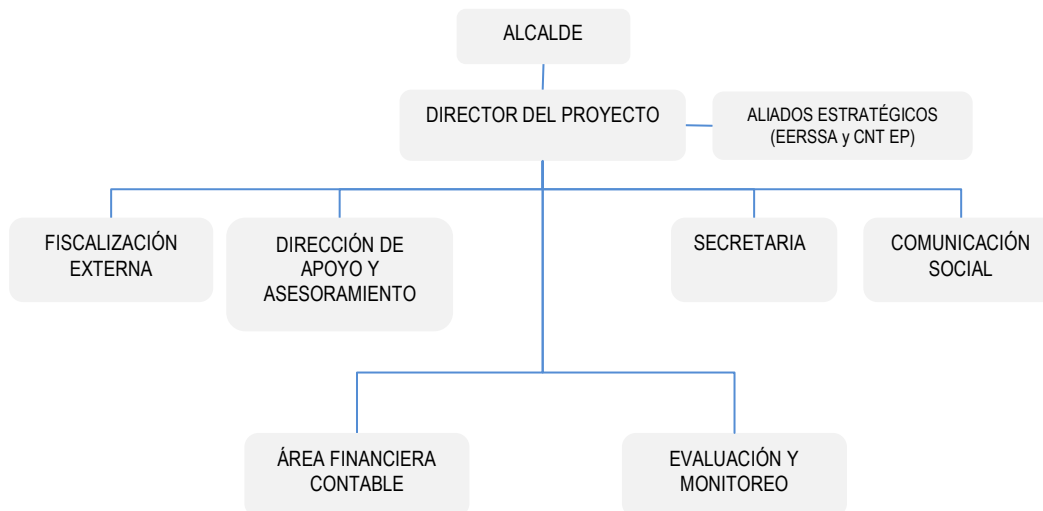 ALCALDE
DIRECTOR DEL PROYECTO
ALIADOS ESTRATÉGICOS
(EERSSA y CNT EP)
FISCALIZACIÓN
EXTERNA
DIRECCIÓN DE
APOYO Y
ASESORAMIENTO
SECRETARIA
COMUNICACIÓN
SOCIAL
ÁREA FINANCIERA
CONTABLE
EVALUACIÓN Y
MONITOREO